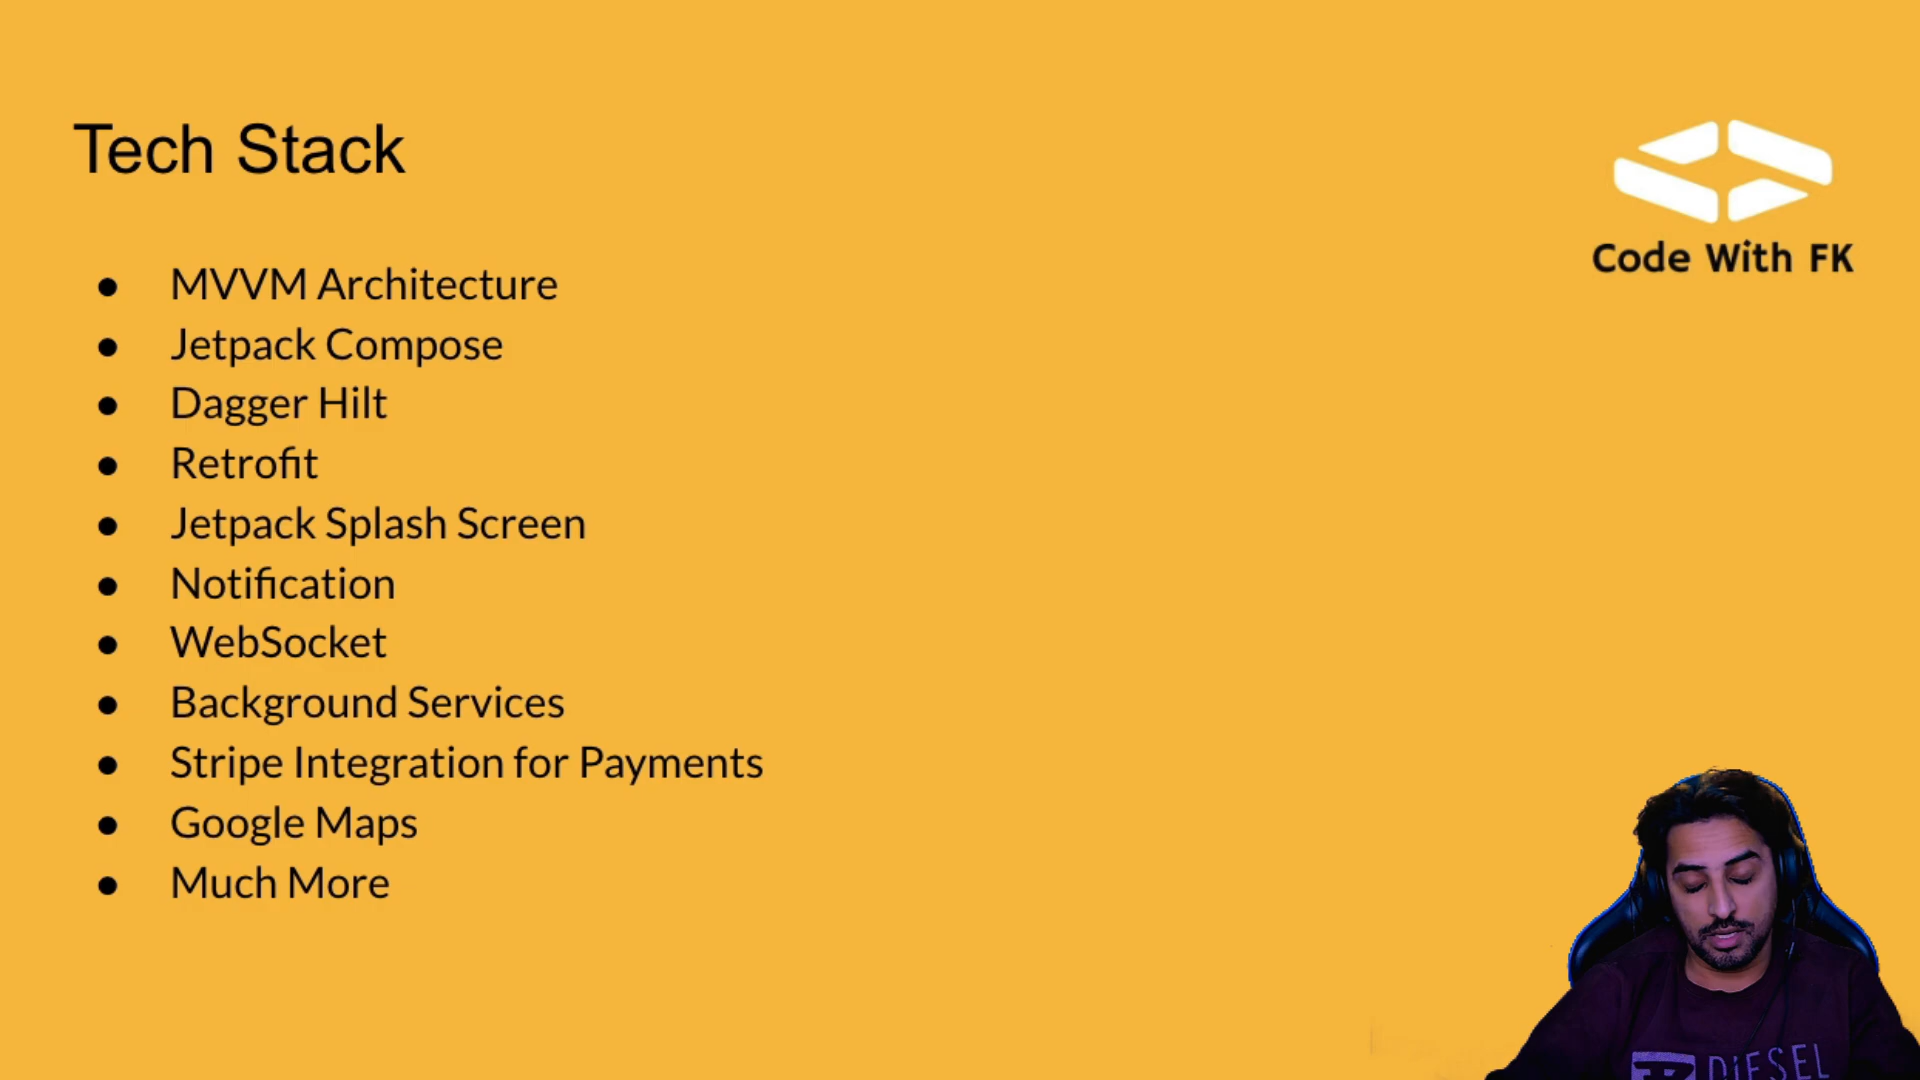 Tech Stack
Code With FK
● MVVM Architecture
● Jetpack Compose
● Dagger Hilt
● Retrofit
● Jetpack Splash Screen
● Notification
● WebSocket
● Background Services
● Stripe Integration for Payments
● Google Maps
● Much More
DIESEL